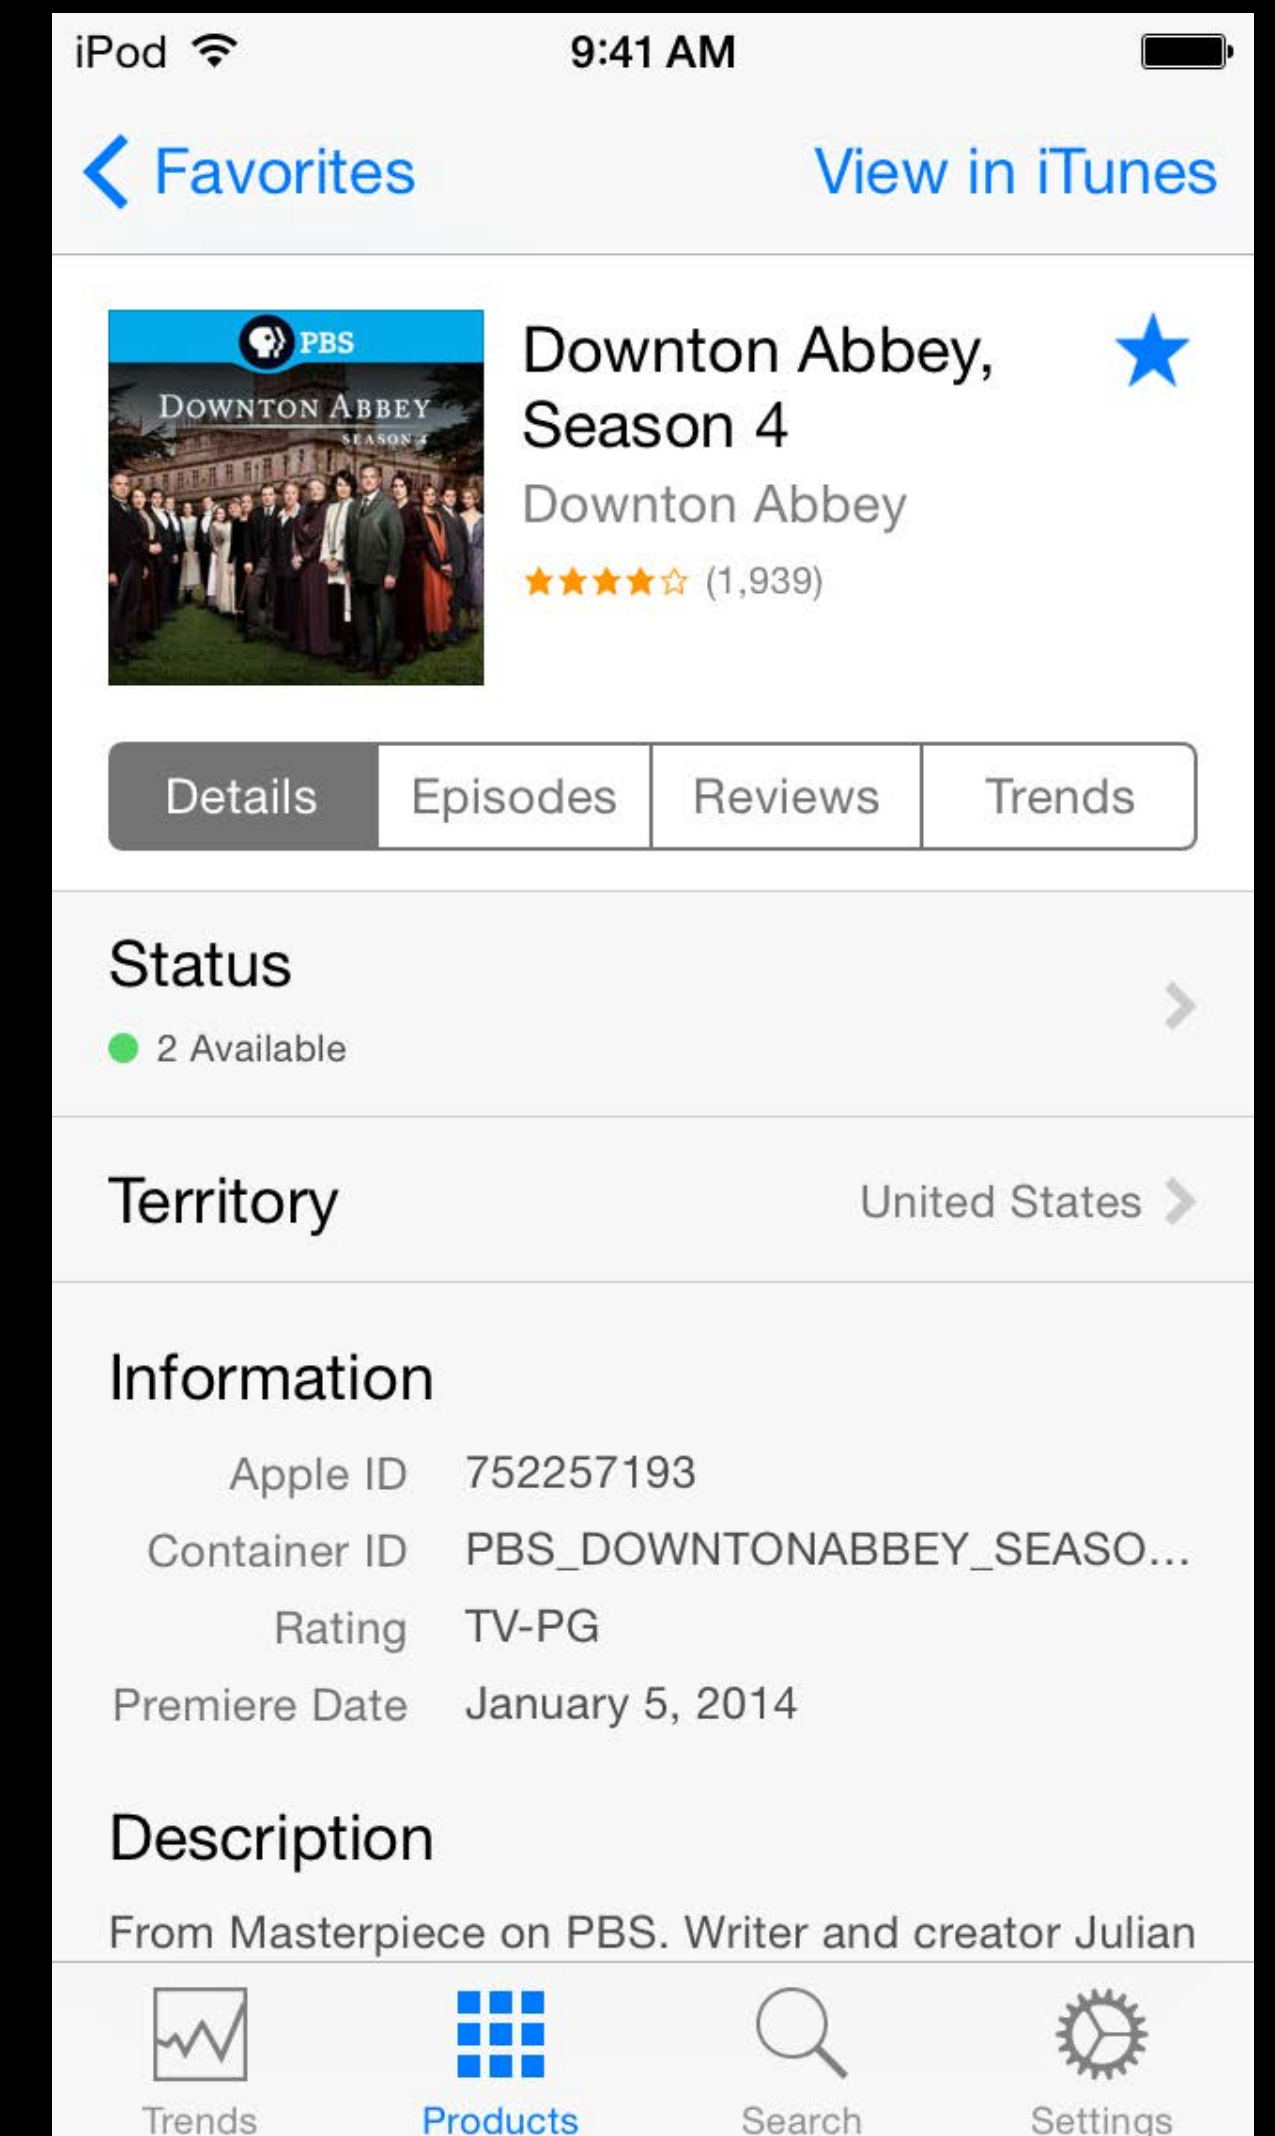 iPod 9:41 AM
Favorites View in iTunes
PBS
DOWNTON ABBEY
SEASON 4
Downton Abbey,
Season 4
Downton Abbey
(1,939)
Details Episodes Reviews Trends
Status
2 Available
Territory United States
Information
Apple ID 752257193
Container ID PBS_DOWNTONABBEY_SEASO...
Rating TV-PG
Premiere Date January 5, 2014
Description
From Masterpiece on PBS. Writer and creator Julian
Trends Products Search Settings